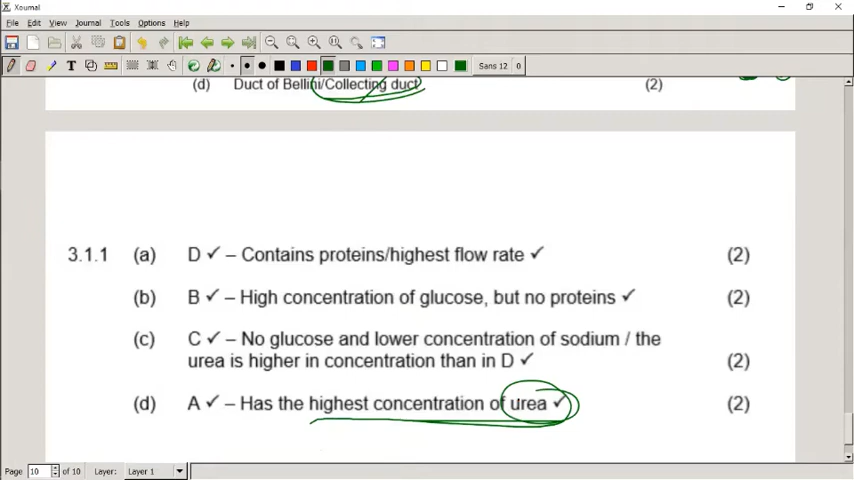 Xournal
File Edit View Journal Tools Options Help
Sans 12 0
(d) Duct of Bellini/Collecting duct (2)
3.1.1 (a) D ✓ – Contains proteins/highest flow rate ✓ (2)
(b) B ✓ – High concentration of glucose, but no proteins ✓ (2)
(c) C ✓ – No glucose and lower concentration of sodium / the
urea is higher in concentration than in D ✓ (2)
(d) A ✓ – Has the highest concentration of urea ✓ (2)
Page 10 of 10 Layer: Layer 1